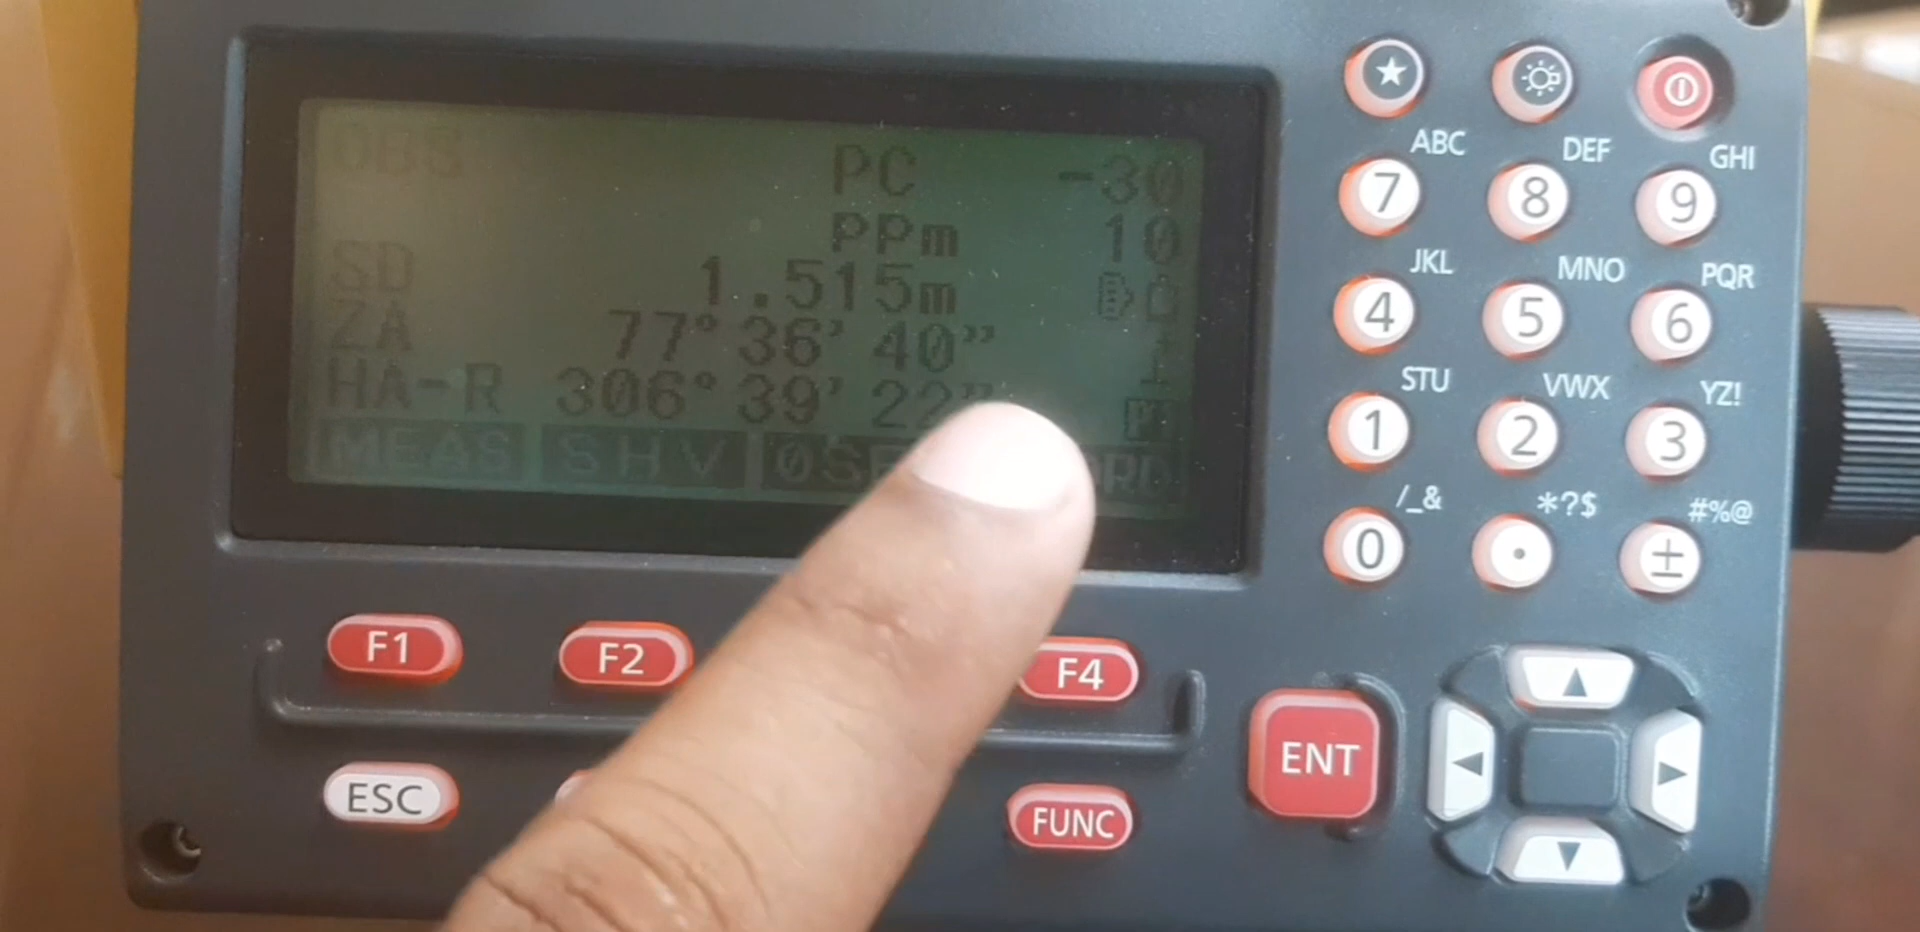 OBS
PC -30
PPm 10
SD 1.515m
ZA 77° 36' 40"
HA-R 306° 39' 22"
MEAS SHV
ABC DEF GHI
7 8 9
JKL MNO PQR
4 5 6
STU VWX YZ!
1 2 3
/_& *?$ #%@
0 . ±
F1 F2 F4
ESC FUNC ENT